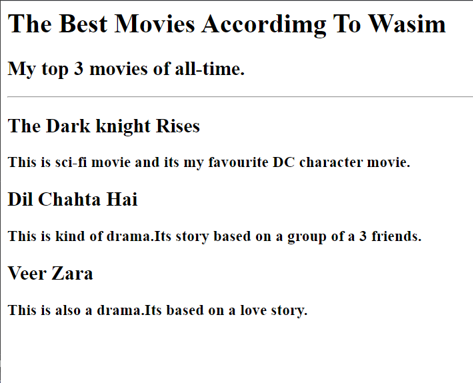 The Best Movies Accordimg To Wasim
My top 3 movies of all-time.
The Dark knight Rises
This is sci-fi movie and its my favourite DC character movie.
Dil Chahta Hai
This is kind of drama.Its story based on a group of a 3 friends.
Veer Zara
This is also a drama.Its based on a love story.